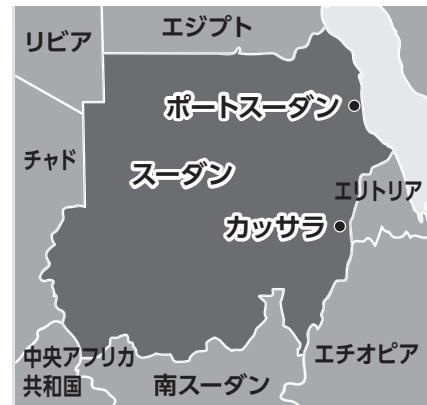 エジプト
リビア
ポートスーダン
チャド
スーダン
エリトリア
カッサラ
中央アフリカ
共和国
南スーダン
エチオピア